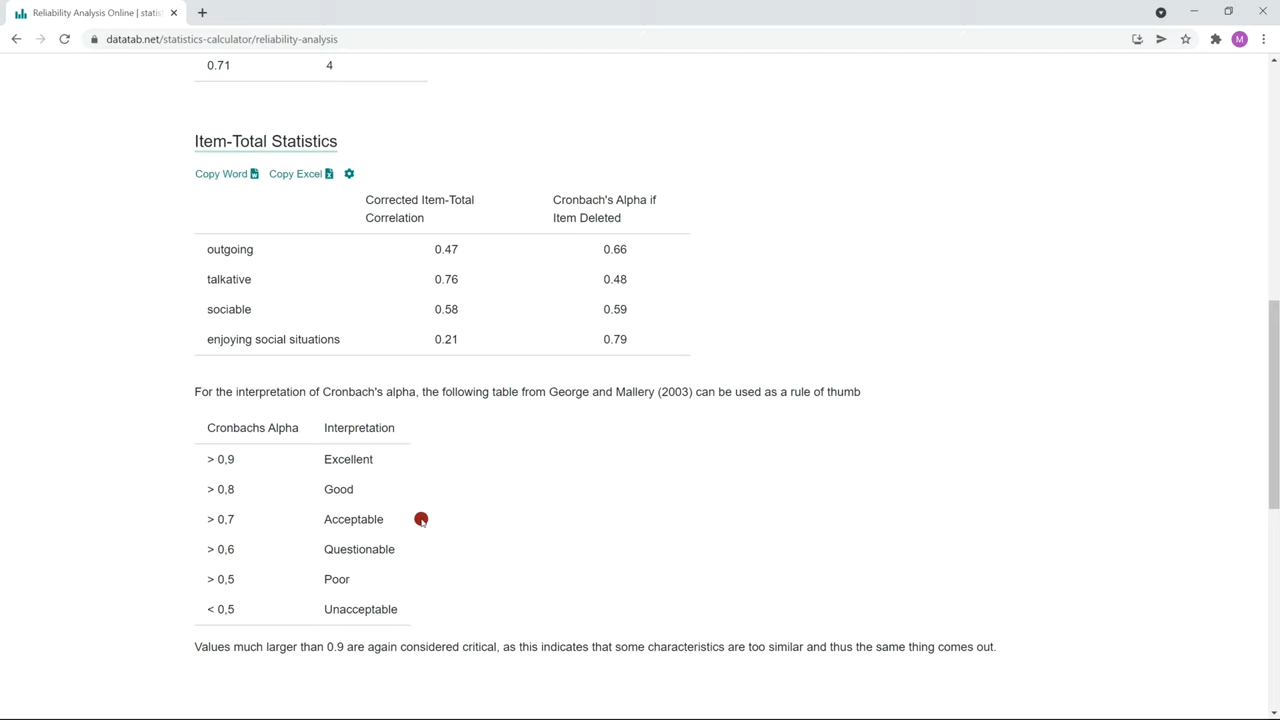 Reliability Analysis Online | statis
datatab.net/statistics-calculator/reliability-analysis
M
0.71 4
Item-Total Statistics
Copy Word Copy Excel
Corrected Item-Total Correlation Cronbach's Alpha if Item Deleted
outgoing 0.47 0.66
talkative 0.76 0.48
sociable 0.58 0.59
enjoying social situations 0.21 0.79
For the interpretation of Cronbach's alpha, the following table from George and Mallery (2003) can be used as a rule of thumb
Cronbachs Alpha Interpretation
> 0,9 Excellent
> 0,8 Good
> 0,7 Acceptable
> 0,6 Questionable
> 0,5 Poor
< 0,5 Unacceptable
Values much larger than 0.9 are again considered critical, as this indicates that some characteristics are too similar and thus the same thing comes out.